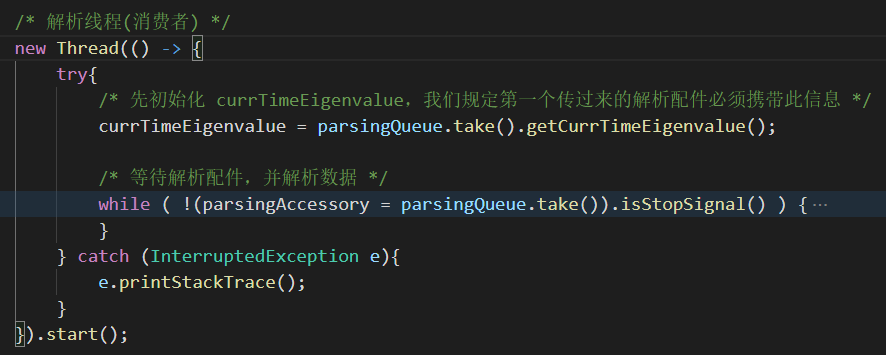 /* 解析线程(消费者) */
new Thread(() -> {
    try{
        /* 先初始化 currTimeEigenvalue，我们规定第一个传过来的解析配件必须携带此信息 */
        currTimeEigenvalue = parsingQueue.take().getCurrTimeEigenvalue();
        /* 等待解析配件，并解析数据 */
        while ( !(parsingAccessory = parsingQueue.take()).isStopSignal() ) {···
        }
    } catch (InterruptedException e){
        e.printStackTrace();
    }
}).start();